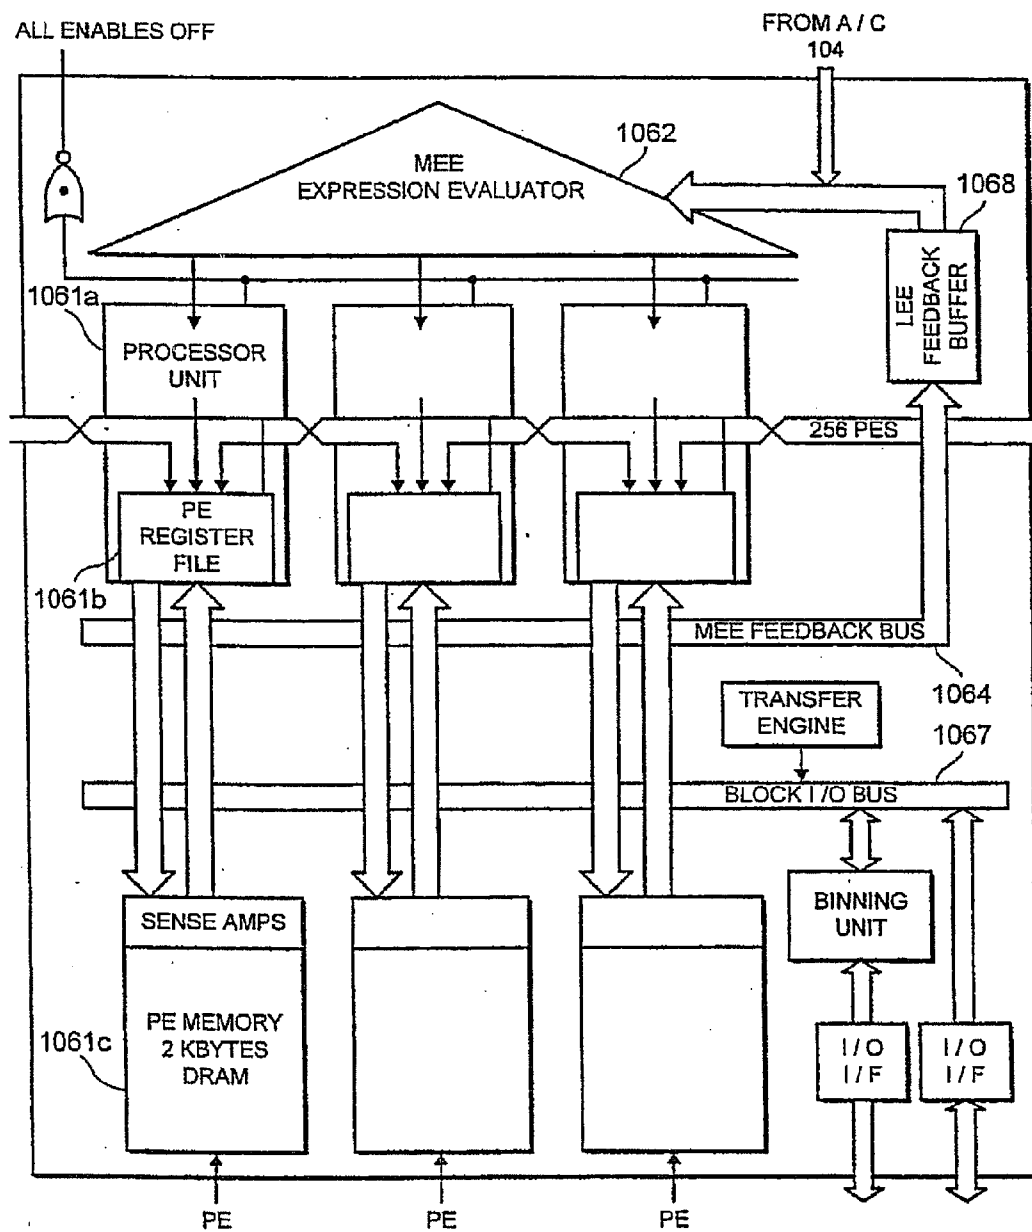 ALL ENABLES OFF
FROM A / C
104
1062
MEE
EXPRESSION EVALUATOR
1068
LEE
FEEDBACK
BUFFER
1061a
PROCESSOR
UNIT
256 PES
PE
REGISTER
FILE
1061b
MEE FEEDBACK BUS
1064
TRANSFER
ENGINE
1067
BLOCK I /O BUS
SENSE AMPS
BINNING
UNIT
PE MEMORY
2 KBYTES
DRAM
1061c
I / O
I / F
I / O
I / F
PE
PE
PE